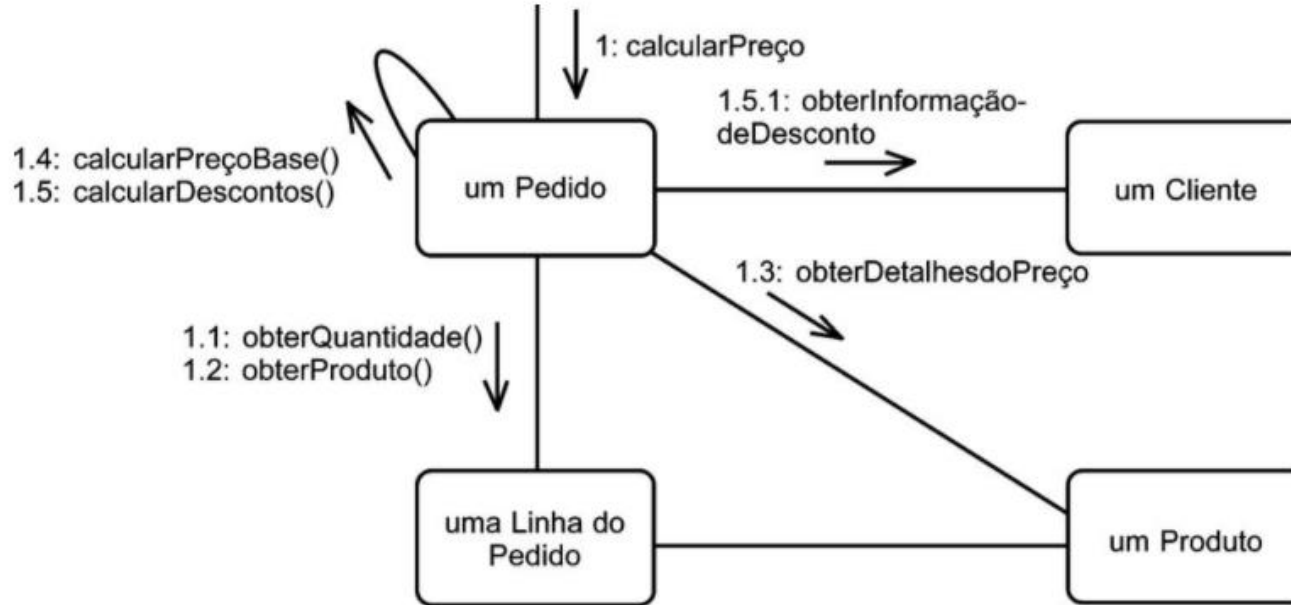 1: calcularPreço
1.5.1: obterInformação-
deDesconto
1.4: calcularPreçoBase()
1.5: calcularDescontos()
um Pedido
um Cliente
1.3: obterDetalhesdoPreço
1.1: obterQuantidade()
1.2: obterProduto()
uma Linha do
Pedido
um Produto